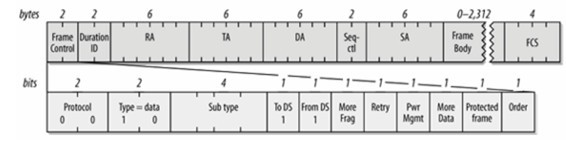 bytes 2 2 6 6 6 2 6 0–2,312 4
Frame Control Duration ID RA TA DA Seq-ctl SA Frame Body FCS
bits 2 2 4 1 1 1 1 1 1 1 1
Protocol Type = data Sub type To DS From DS More Frag Retry Pwr Mgmt More Data Protected frame Order
0 0 1 0 1 1